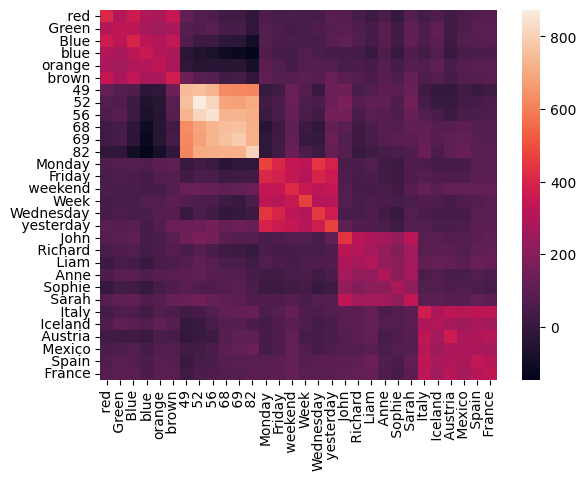 red
Green
Blue
blue
orange
brown
49
52
56
68
69
82
Monday
Friday
weekend
Week
Wednesday
yesterday
John
Richard
Liam
Anne
Sophie
Sarah
Italy
Iceland
Austria
Mexico
Spain
France
800
600
400
200
0
red
Green
Blue
blue
orange
brown
49
52
56
68
69
82
Monday
Friday
weekend
Week
Wednesday
yesterday
John
Richard
Liam
Anne
Sophie
Sarah
Italy
Iceland
Austria
Mexico
Spain
France